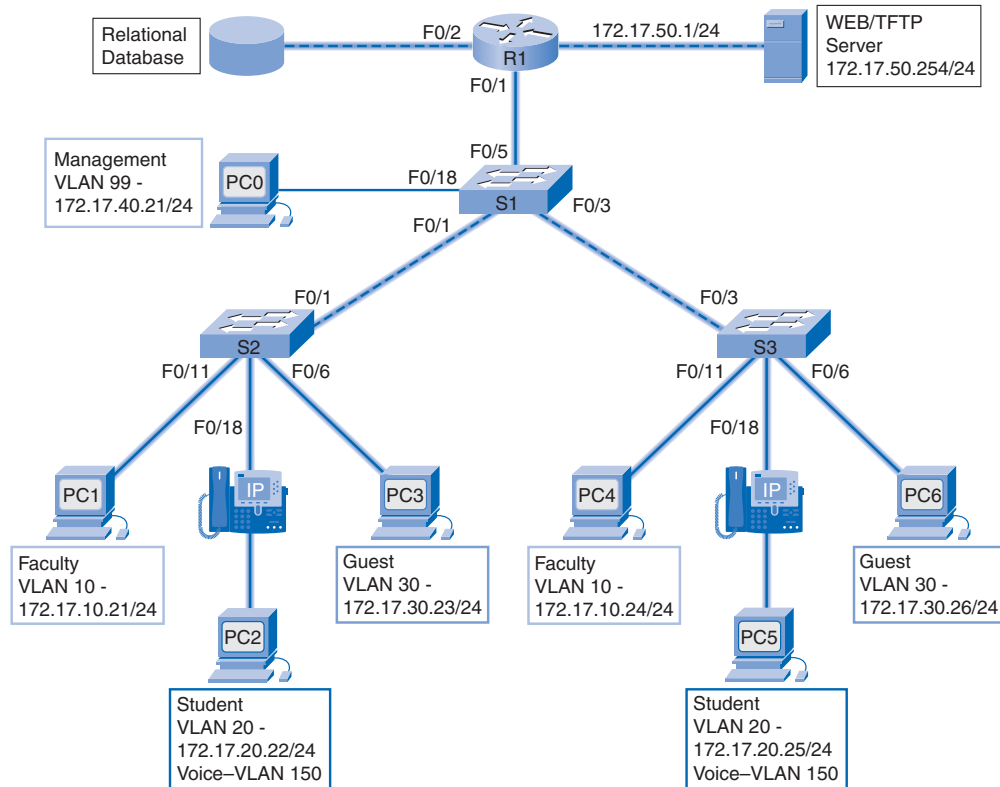 Relational
Database
F0/2
R1
172.17.50.1/24
WEB/TFTP
Server
172.17.50.254/24
F0/1
Management
VLAN 99 -
172.17.40.21/24
PC0
F0/5
F0/18
S1
F0/1
F0/3
F0/1
F0/3
S2
S3
F0/11
F0/18
F0/6
F0/11
F0/18
F0/6
PC1
IP
PC3
PC4
IP
PC6
Faculty
VLAN 10 -
172.17.10.21/24
Guest
VLAN 30 -
172.17.30.23/24
Faculty
VLAN 10 -
172.17.10.24/24
Guest
VLAN 30 -
172.17.30.26/24
PC2
PC5
Student
VLAN 20 -
172.17.20.22/24
Voice–VLAN 150
Student
VLAN 20 -
172.17.20.25/24
Voice–VLAN 150